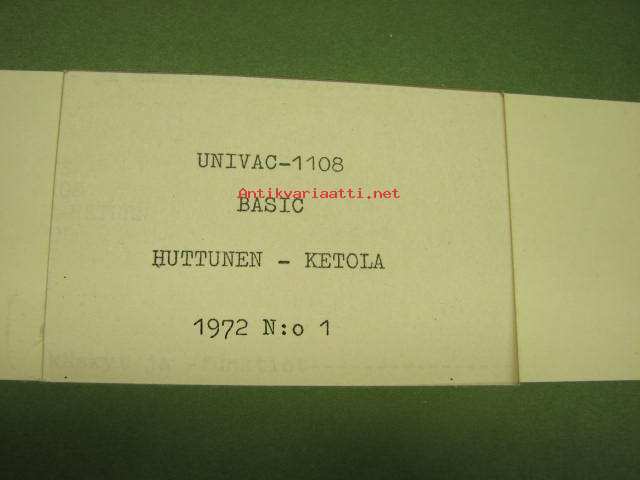 UNIVAC-1108
Antikvariaatti.net
BASIC
HUTTUNEN - KETOLA
1972 N:o 1